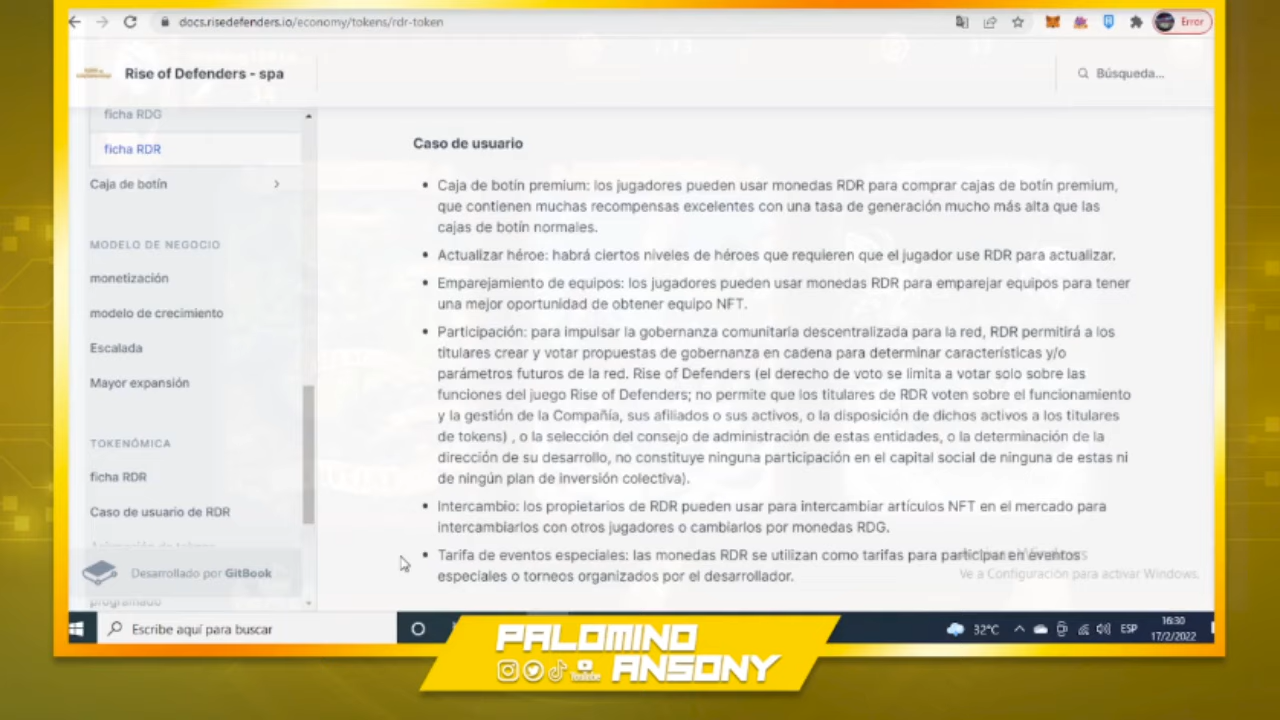 docs.risedefenders.io/economy/tokens/rdr-token
Error
Rise of Defenders - spa
Búsqueda...
ficha RDG
ficha RDR
Caja de botín
MODELO DE NEGOCIO
monetización
modelo de crecimiento
Escalada
Mayor expansión
TOKENÓMICA
ficha RDR
Caso de usuario de RDR
Desarrollado por GitBook
programado
Caso de usuario
Caja de botín premium: los jugadores pueden usar monedas RDR para comprar cajas de botín premium,
que contienen muchas recompensas excelentes con una tasa de generación mucho más alta que las
cajas de botín normales.
Actualizar héroe: habrá ciertos niveles de héroes que requieren que el jugador use RDR para actualizar.
Emparejamiento de equipos: los jugadores pueden usar monedas RDR para emparejar equipos para tener
una mejor oportunidad de obtener equipo NFT.
Participación: para impulsar la gobernanza comunitaria descentralizada para la red, RDR permitirá a los
titulares crear y votar propuestas de gobernanza en cadena para determinar características y/o
parámetros futuros de la red. Rise of Defenders (el derecho de voto se limita a votar solo sobre las
funciones del juego Rise of Defenders; no permite que los titulares de RDR voten sobre el funcionamiento
y la gestión de la Compañía, sus afiliados o sus activos, o la disposición de dichos activos a los titulares
de tokens) , o la selección del consejo de administración de estas entidades, o la determinación de la
dirección de su desarrollo, no constituye ninguna participación en el capital social de ninguna de estas ni
de ningún plan de inversión colectiva).
Intercambio: los propietarios de RDR pueden usar para intercambiar artículos NFT en el mercado para
intercambiarlos con otros jugadores o cambiarlos por monedas RDG.
Tarifa de eventos especiales: las monedas RDR se utilizan como tarifas para participar en eventos
especiales o torneos organizados por el desarrollador.
Ve a Configuración para activar Windows.
Escribe aquí para buscar
32°C
ESP
16:30
17/2/2022
PALOMINO
ANSONY
YouTube